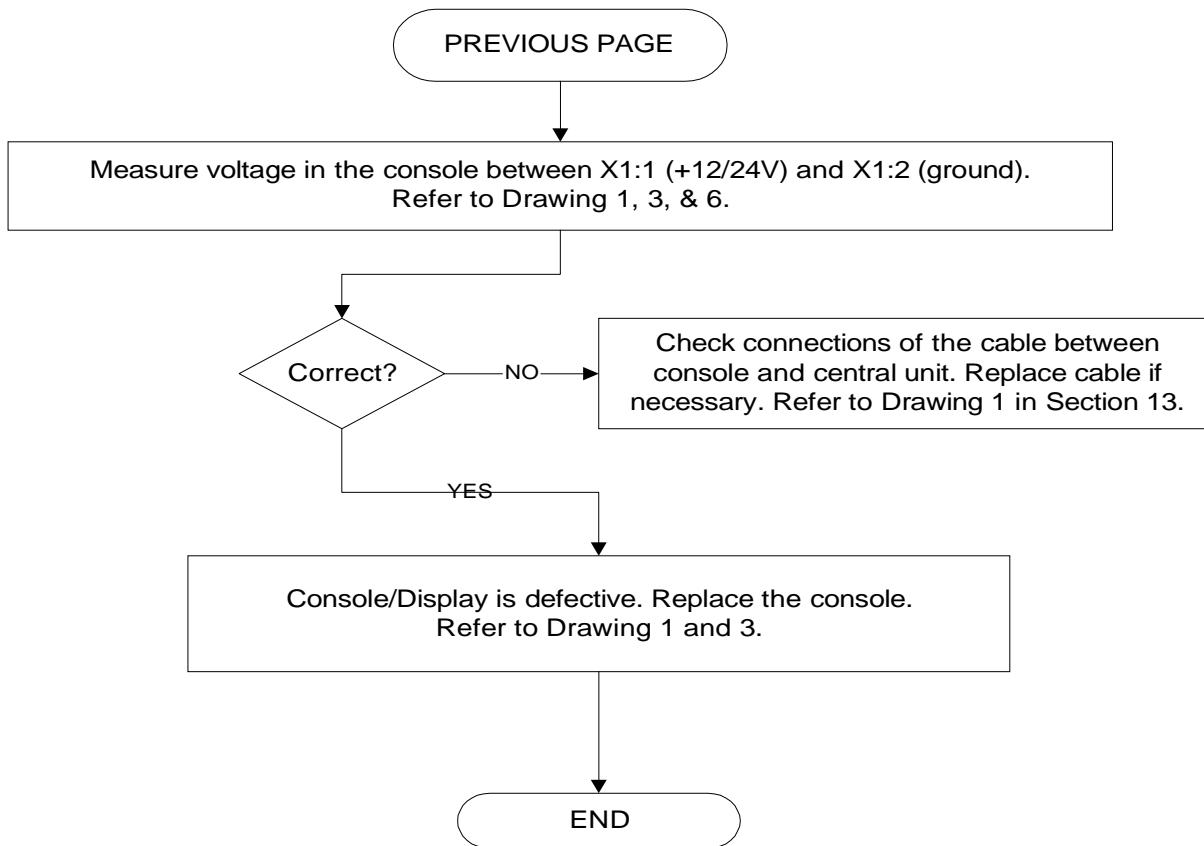 PREVIOUS PAGE
Measure voltage in the console between X1:1 (+12/24V) and X1:2 (ground).
Refer to Drawing 1, 3, & 6.
Correct?
NO
Check connections of the cable between
console and central unit. Replace cable if
necessary. Refer to Drawing 1 in Section 13.
YES
Console/Display is defective. Replace the console.
Refer to Drawing 1 and 3.
END